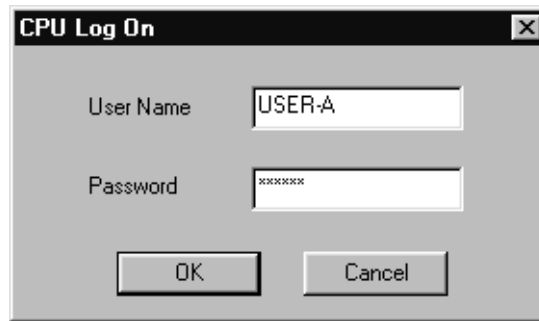 CPU Log On
User Name USER-A
Password ******
OK Cancel